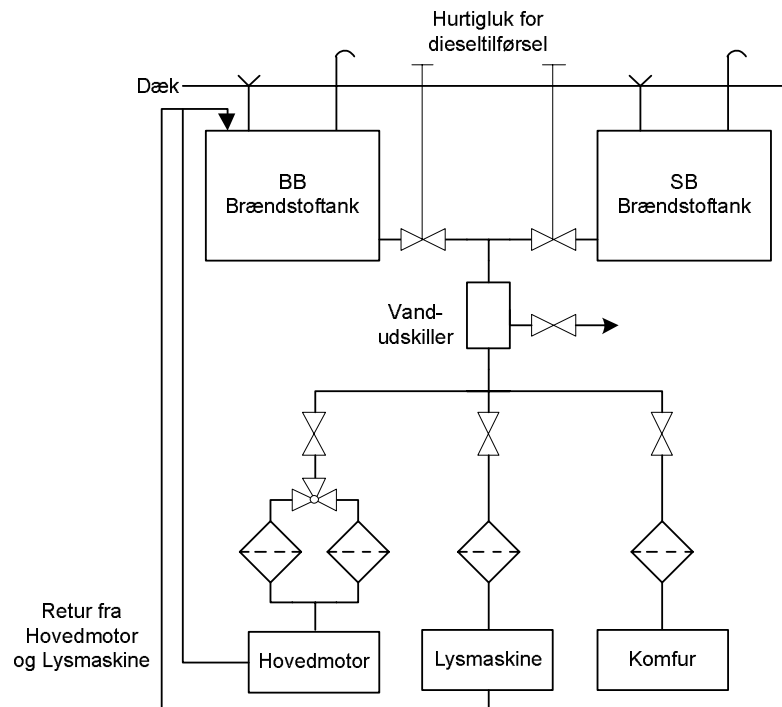 Hurtigluk for
dieseltilførsel
Dæk
BB
Brændstoftank
SB
Brændstoftank
Vand-
udskiller
Retur fra
Hovedmotor
og Lysmaskine
Hovedmotor
Lysmaskine
Komfur